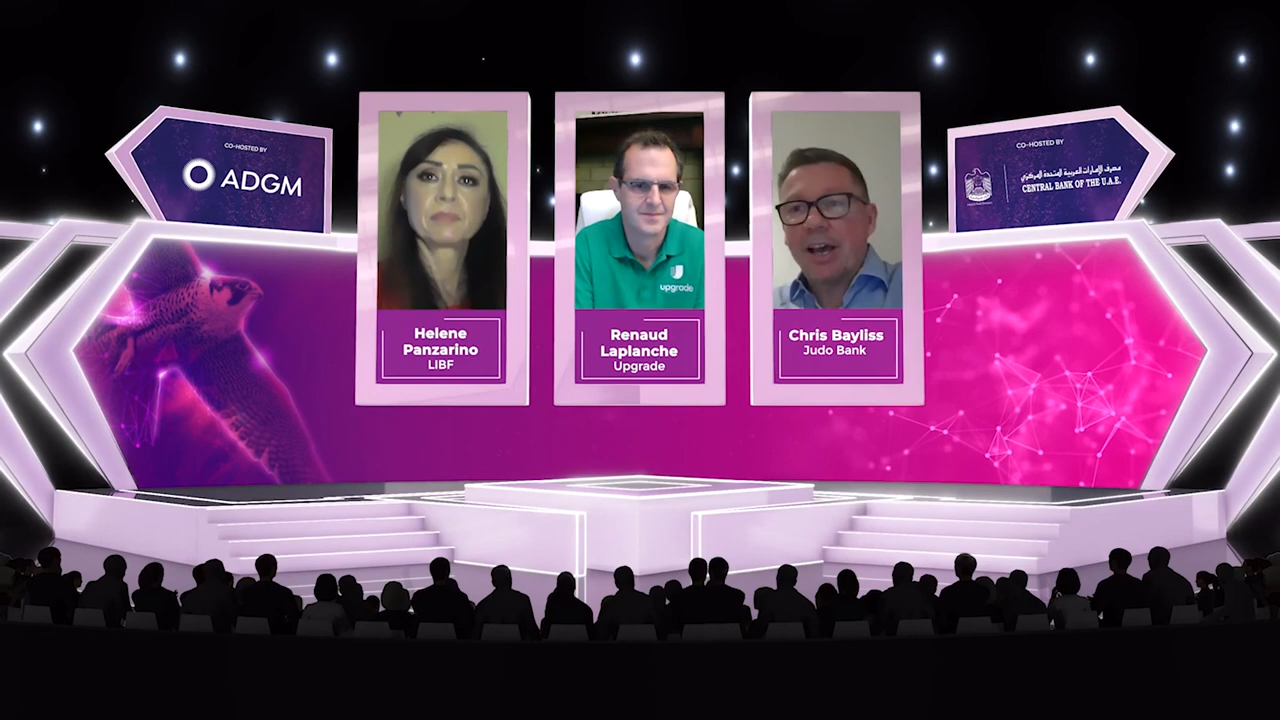 CO-HOSTED BY
ADGM
CO-HOSTED BY
مصرف الإمارات العربية المتحدة المركزي
CENTRAL BANK OF THE U.A.E.
upgrade
Helene
Panzarino
LIBF
Renaud
Laplanche
Upgrade
Chris Bayliss
Judo Bank